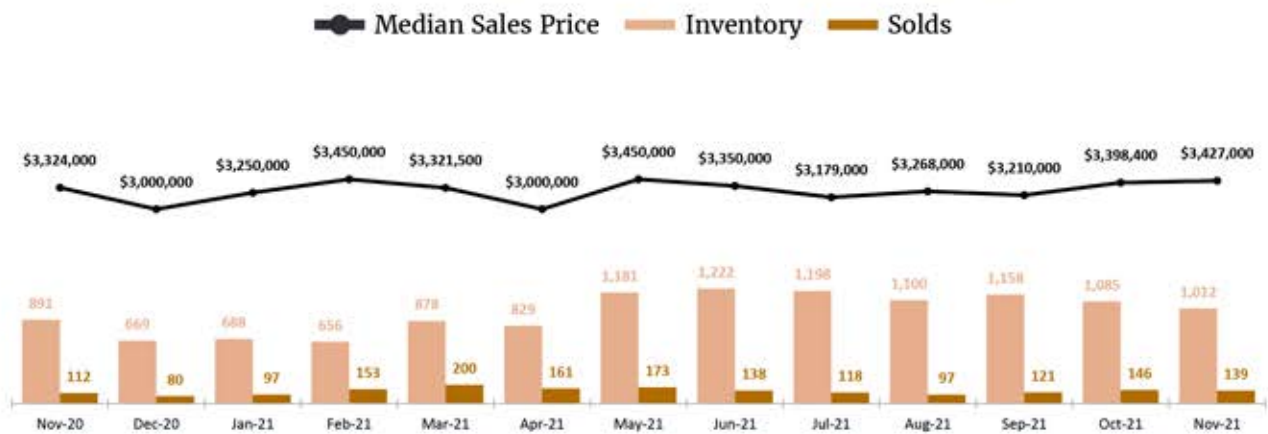 Median Sales Price Inventory Solds
$3,324,000 $3,000,000 $3,250,000 $3,450,000 $3,321,500 $3,000,000 $3,450,000 $3,350,000 $3,179,000 $3,268,000 $3,210,000 $3,398,400 $3,427,000
891 669 688 656 878 829 1,181 1,222 1,198 1,100 1,158 1,085 1,012
112 80 97 153 200 161 173 138 118 97 121 146 139
Nov-20 Dec-20 Jan-21 Feb-21 Mar-21 Apr-21 May-21 Jun-21 Jul-21 Aug-21 Sep-21 Oct-21 Nov-21